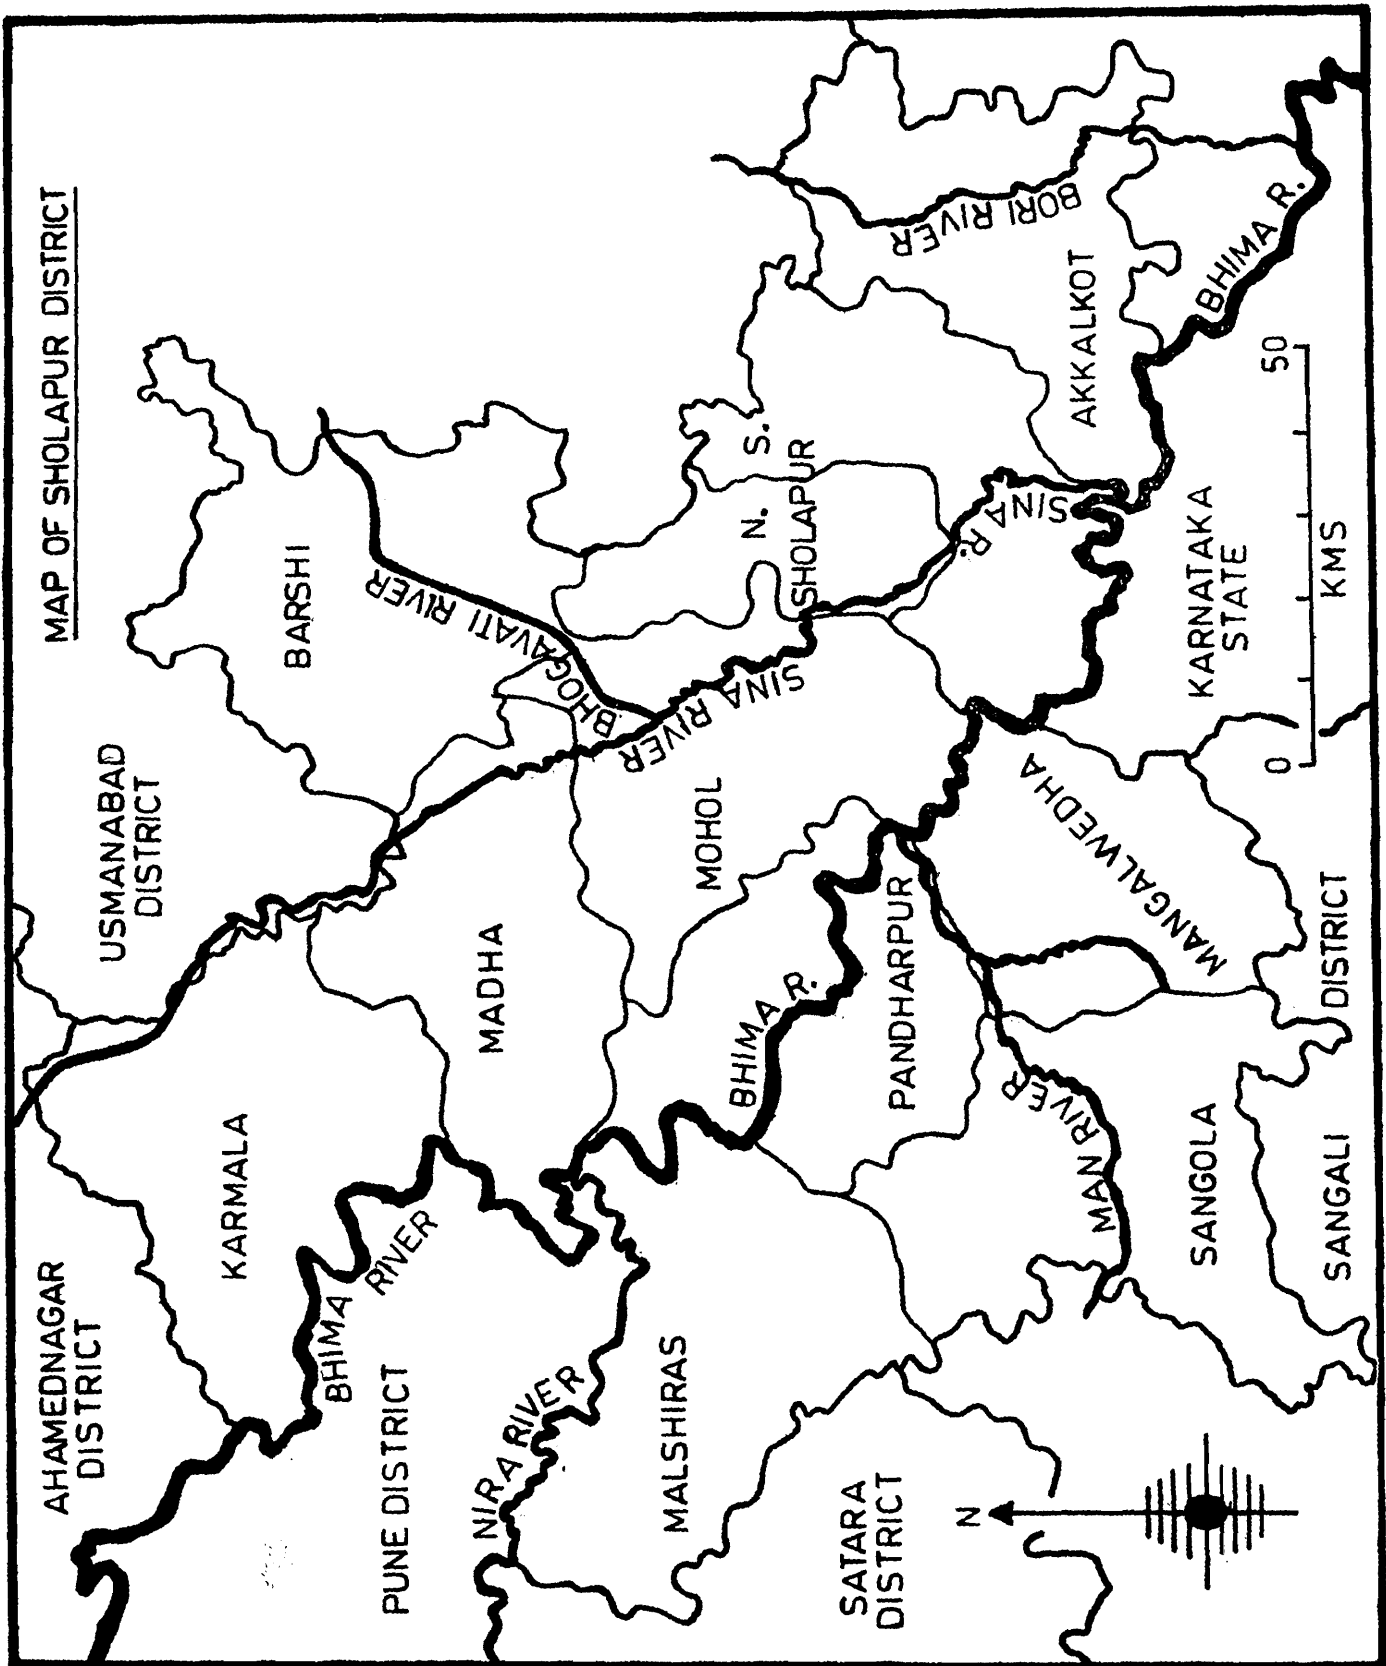 MAP OF SHOLAPUR DISTRICT
AHAMEDNAGAR
DISTRICT
USMANABAD
DISTRICT
KARMALA
BARSHI
BHIMA
RIVER
BHOGAVATI RIVER
PUNE DISTRICT
MADHA
NIRA RIVER
SINA RIVER
MALSHIRAS
MOHOL
BHIMA R.
N.
S.
SHOLAPUR
SATARA
DISTRICT
PANDHARPUR
BORI RIVER
SINA R.
N
MAN RIVER
MANGALWEDHA
AKKALKOT
SANGOLA
KARNATAKA
STATE
BHIMA R.
0
50
KMS
SANGALI
DISTRICT